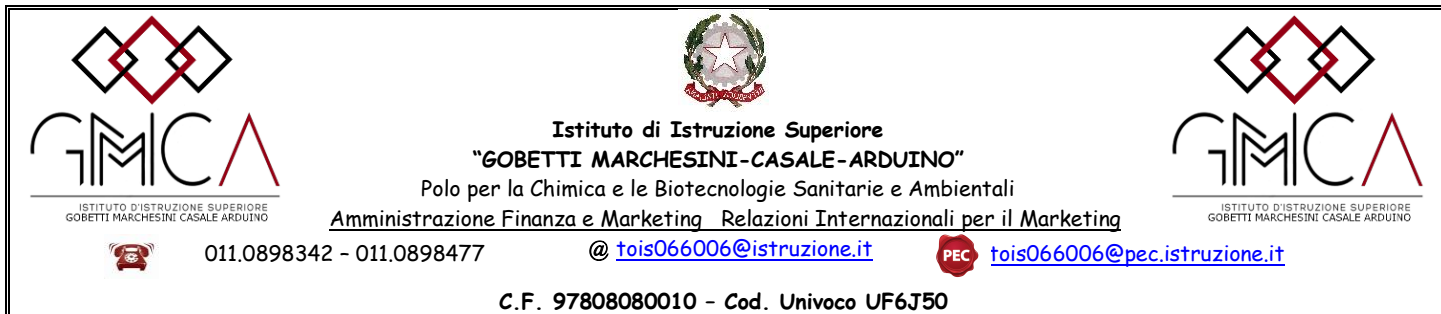 GMCA
ISTITUTO D'ISTRUZIONE SUPERIORE
GOBETTI MARCHESINI CASALE ARDUINO
Istituto di Istruzione Superiore
“GOBETTI MARCHESINI-CASALE-ARDUINO”
Polo per la Chimica e le Biotecnologie Sanitarie e Ambientali
Amministrazione Finanza e Marketing Relazioni Internazionali per il Marketing
GMCA
ISTITUTO D'ISTRUZIONE SUPERIORE
GOBETTI MARCHESINI CASALE ARDUINO
011.0898342 – 011.0898477 @ tois066006@istruzione.it PEC tois066006@pec.istruzione.it
C.F. 97808080010 – Cod. Univoco UF6J50